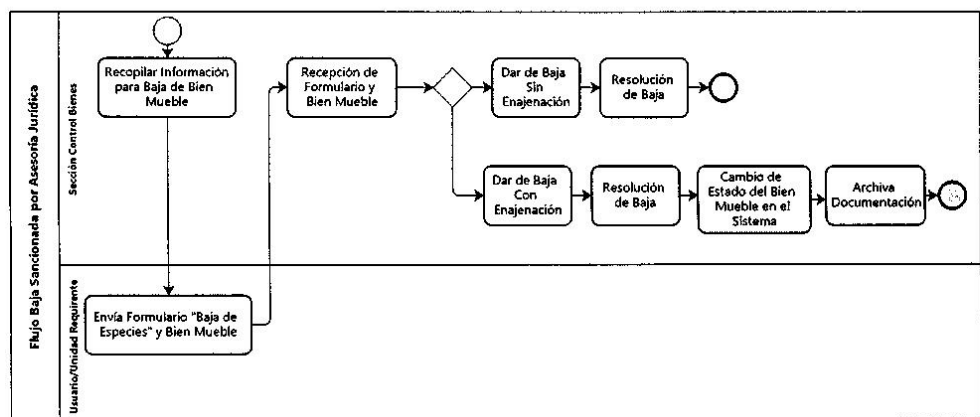 Flujo Baja Sancionada por Asesoría Jurídica
Sección Control Bienes
Recopilar Información
para Baja de Bien
Mueble
Recepción de
Formulario y
Bien Mueble
Dar de Baja
Sin
Enajenación
Resolución
de Baja
Dar de Baja
Con
Enajenación
Resolución
de Baja
Cambio de
Estado del Bien
Mueble en el
Sistema
Archiva
Documentación
Usuario/Unidad Requirente
Envía Formulario "Baja de
Especies" y Bien Mueble